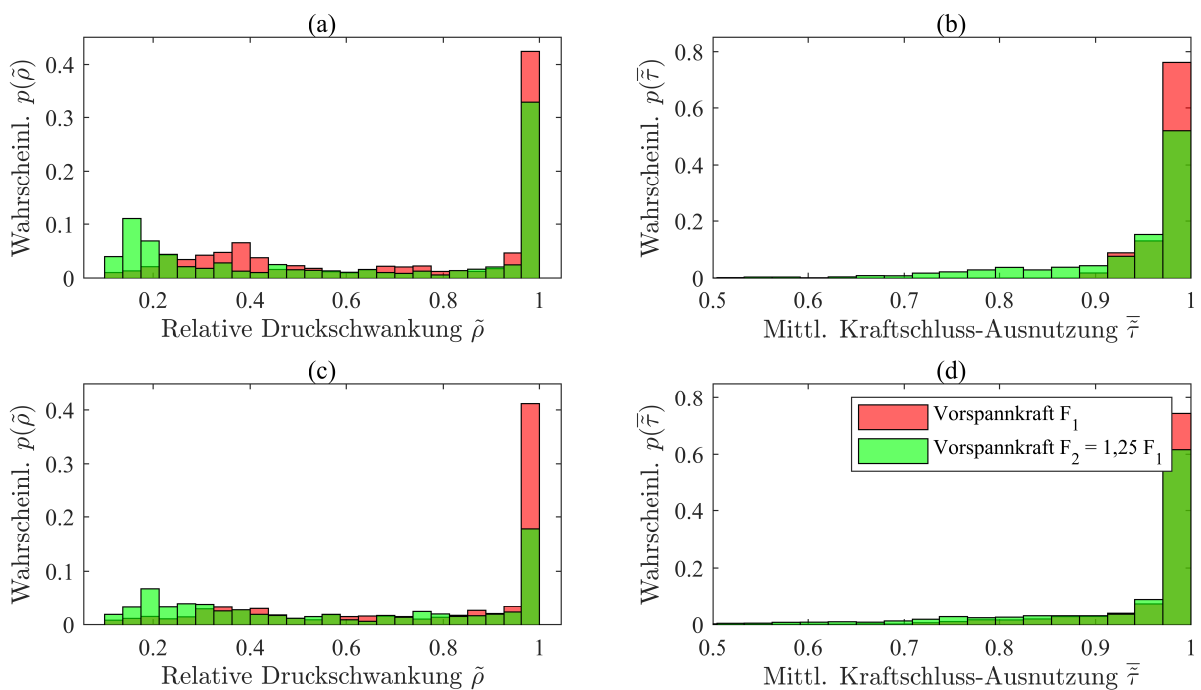 (a)
Wahrscheinl. p(ρ̃)
0.4
0.3
0.2
0.1
0
0.2 0.4 0.6 0.8 1
Relative Druckschwankung ρ̃
(b)
Wahrscheinl. p(τ̃̅)
0.8
0.6
0.4
0.2
0
0.5 0.6 0.7 0.8 0.9 1
Mittl. Kraftschluss-Ausnutzung τ̃̅
(c)
Wahrscheinl. p(ρ̃)
0.4
0.3
0.2
0.1
0
0.2 0.4 0.6 0.8 1
Relative Druckschwankung ρ̃
(d)
Wahrscheinl. p(τ̃̅)
0.8
0.6
0.4
0.2
0
Vorspannkraft F₁
Vorspannkraft F₂ = 1,25 F₁
0.5 0.6 0.7 0.8 0.9 1
Mittl. Kraftschluss-Ausnutzung τ̃̅